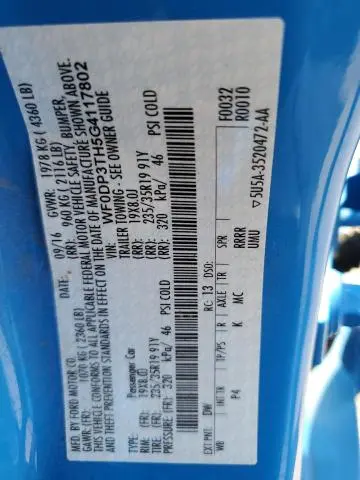 MFD. BY FORD MOTOR CO.
09/16 GVWR: 1978 KG ( 4360 LB)
GAWR: (FR): 1070 KG ( 2360 LB) (RR): 960 KG ( 2116 LB)
THIS VEHICLE CONFORMS TO ALL APPLICABLE FEDERAL MOTOR VEHICLE SAFETY, BUMPER,
AND THEFT PREVENTION STANDARDS IN EFFECT ON THE DATE OF MANUFACTURE SHOWN ABOVE.
VIN: WF0DP3TH5G4117802
TYPE: Passenger Car TRAILER TOWING - SEE OWNER GUIDE
RIM: (FR): 19X8.0J 19X8.0J
TIRE: (FR): 235/35R19 91Y (RR): 235/35R19 91Y
PRESSURE (FR): 320 kPa/ 46 PSI COLD (RR): 320 kPa/ 46 PSI COLD
F0032
R0010
EXT PNT: DW RC: 13 DSO:
WB TP/PS R AXLE TR SPR RRRR
P4 K MC UMU
5U5A-3520472-AA